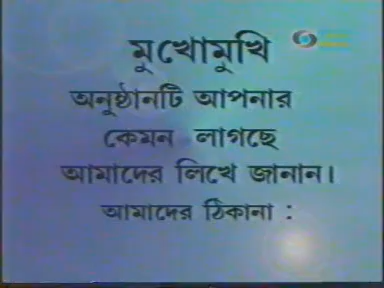 মুখোমুখি
অনুষ্ঠানটি আপনার
কেমন লাগছে
আমাদের লিখে জানান।
আমাদের ঠিকানা :